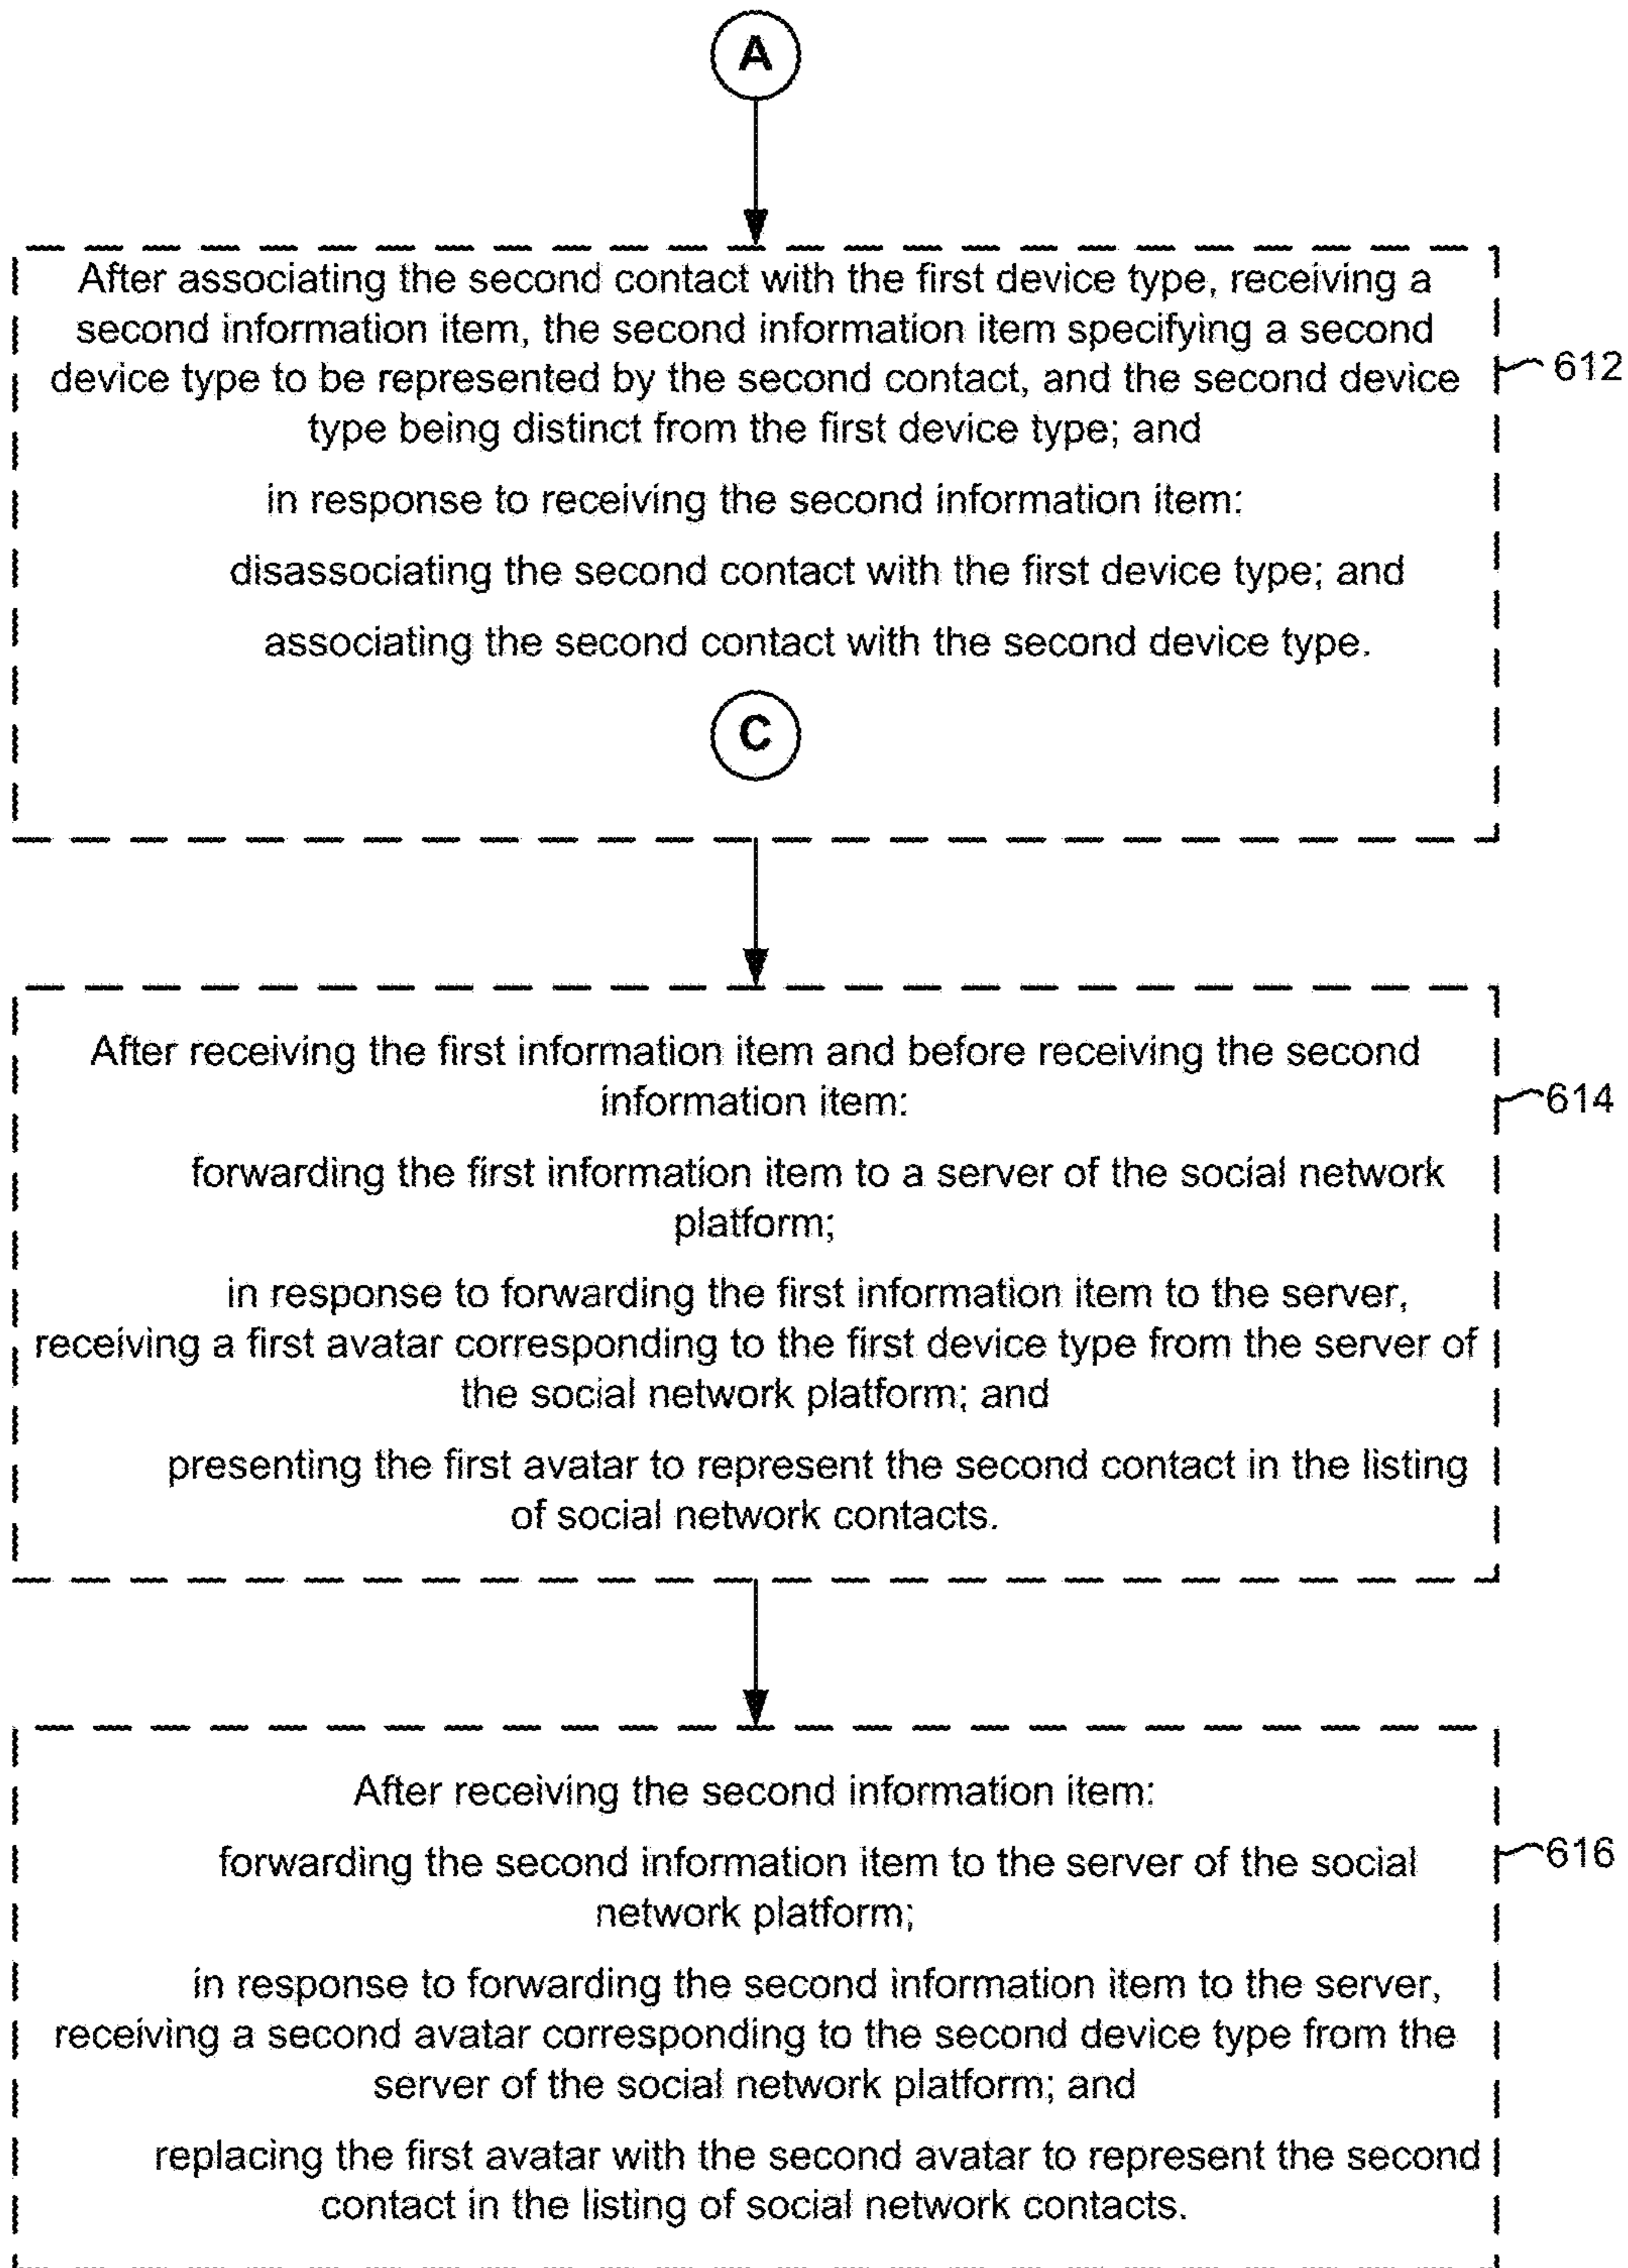 A
After associating the second contact with the first device type, receiving a
second information item, the second information item specifying a second
device type to be represented by the second contact, and the second device
type being distinct from the first device type; and
612
in response to receiving the second information item:
disassociating the second contact with the first device type; and
associating the second contact with the second device type.
C
After receiving the first information item and before receiving the second
information item:
614
forwarding the first information item to a server of the social network
platform;
in response to forwarding the first information item to the server,
receiving a first avatar corresponding to the first device type from the server of
the social network platform; and
presenting the first avatar to represent the second contact in the listing
of social network contacts.
After receiving the second information item:
616
forwarding the second information item to the server of the social
network platform;
in response to forwarding the second information item to the server,
receiving a second avatar corresponding to the second device type from the
server of the social network platform; and
replacing the first avatar with the second avatar to represent the second
contact in the listing of social network contacts.